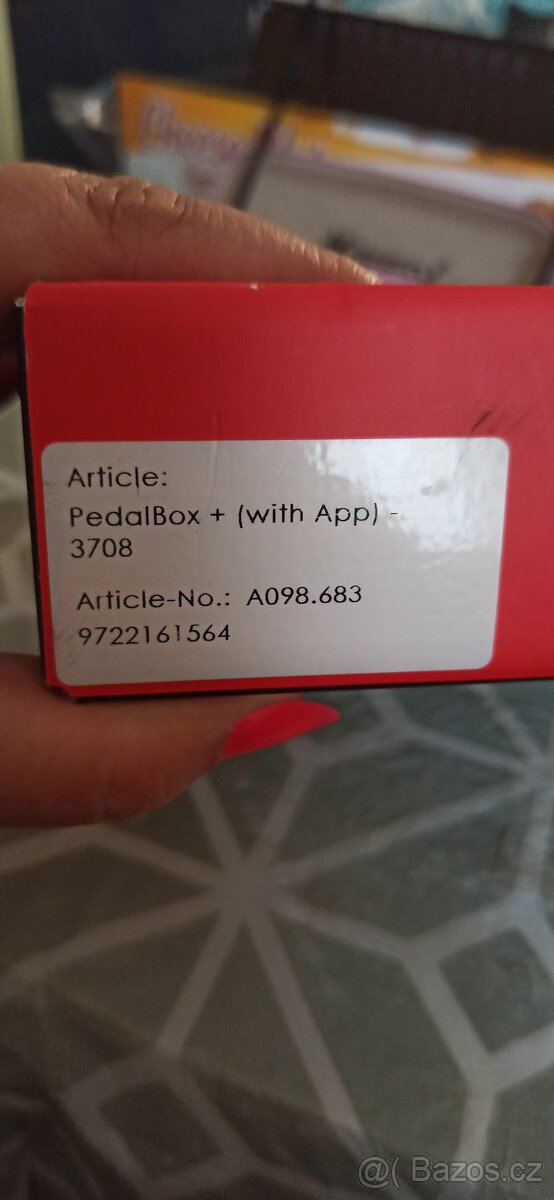 Article:
PedalBox + (with App) -
3708
Article-No.: A098.683
9722161564
@( Bazos.cz